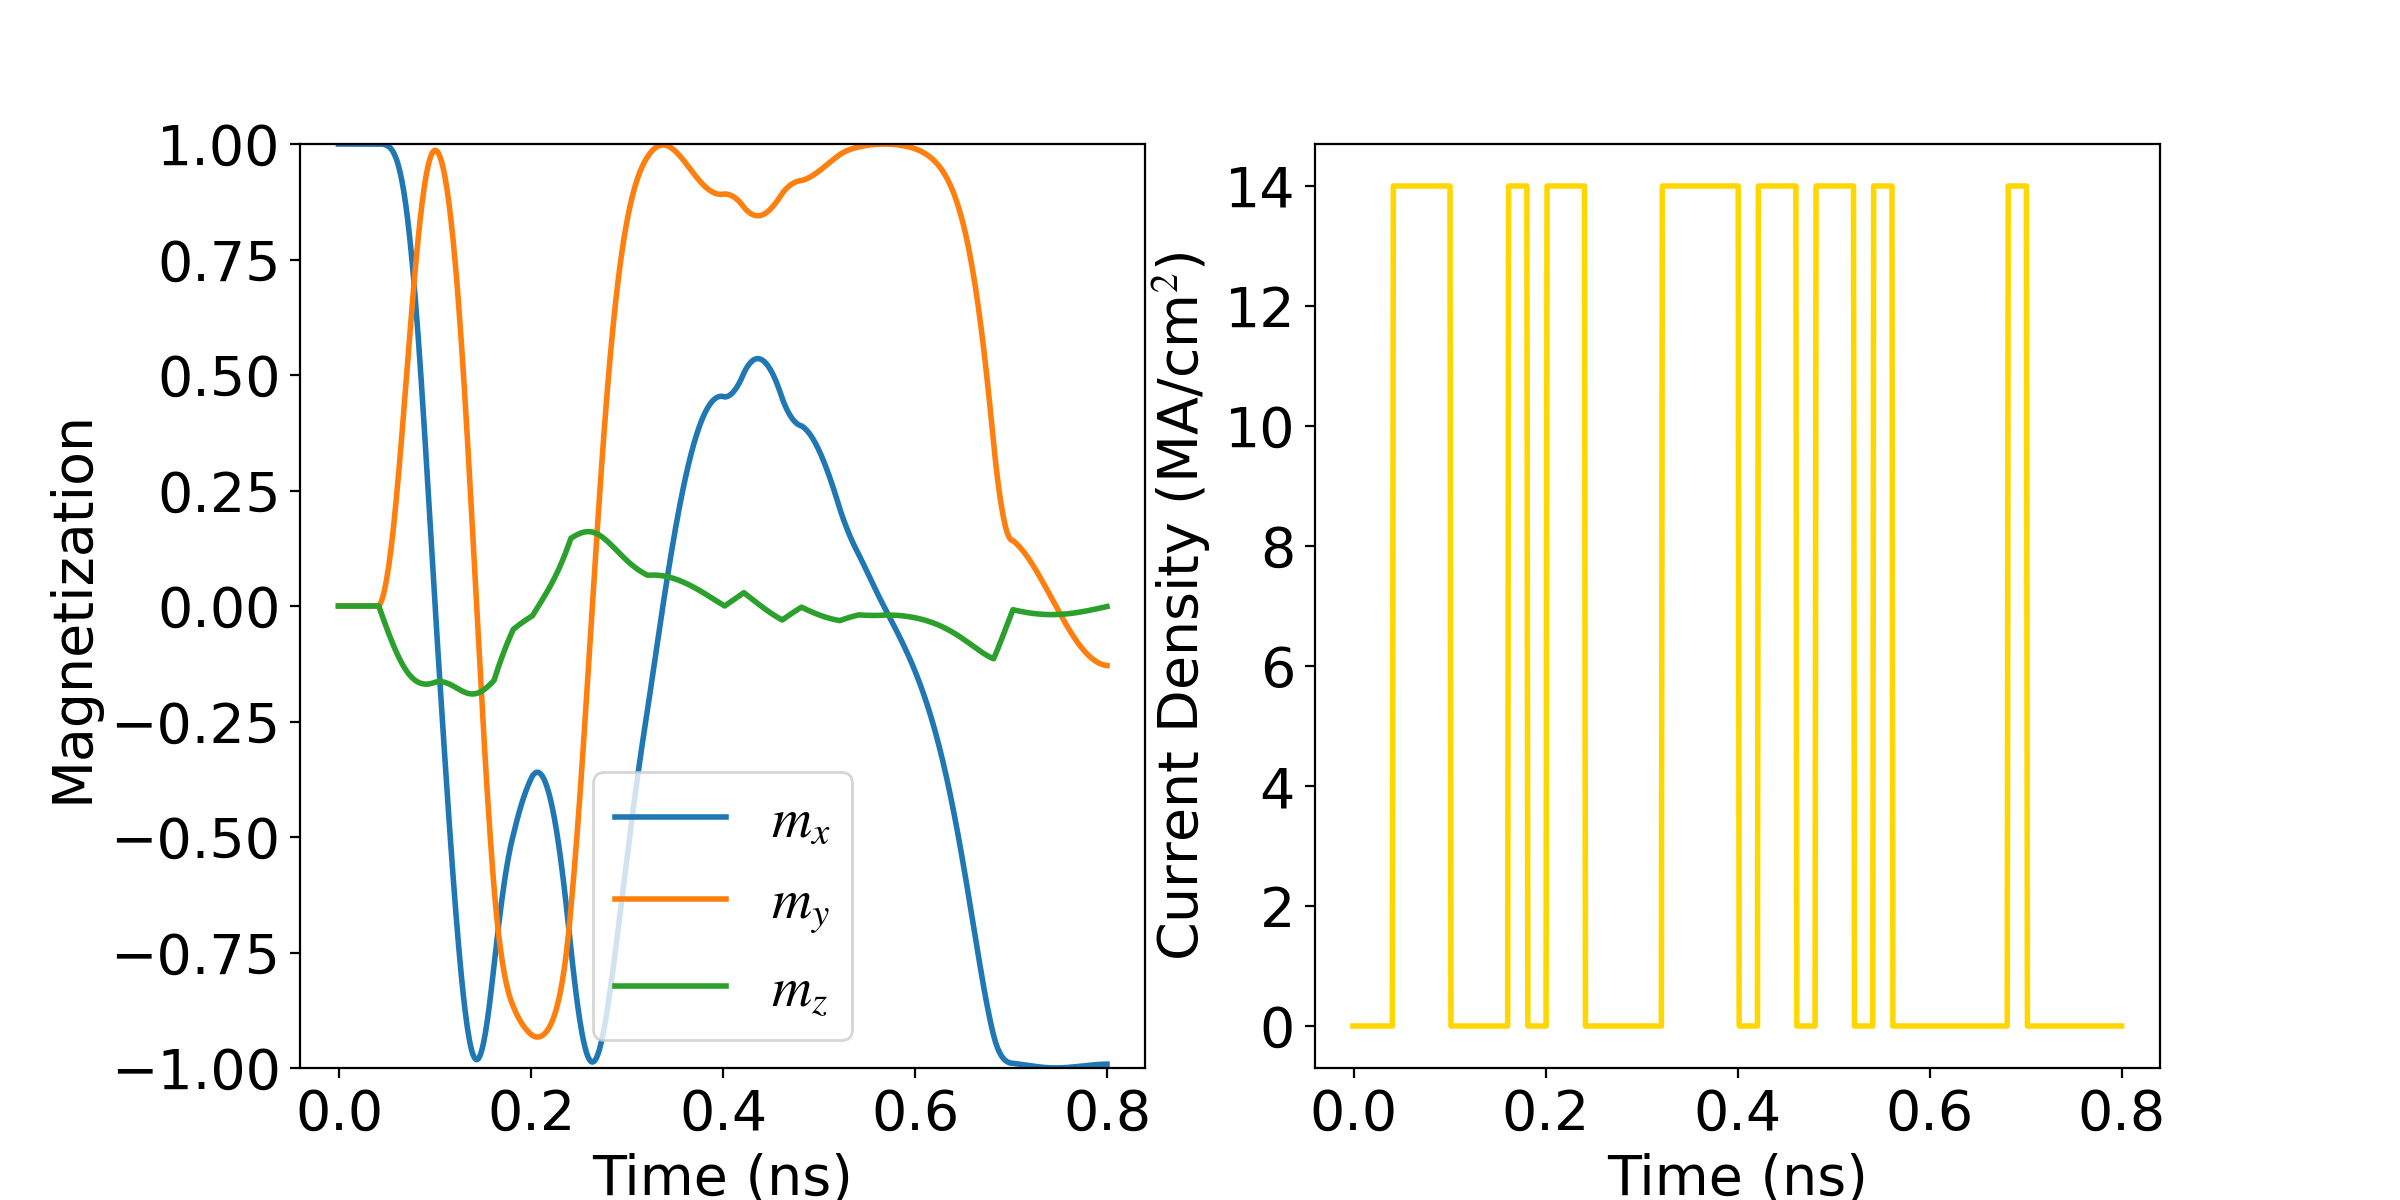 1.00
0.75
0.50
0.25
0.00
−0.25
−0.50
−0.75
−1.00
Magnetization
0.0 0.2 0.4 0.6 0.8
Time (ns)
m_x
m_y
m_z
14
12
10
8
6
4
2
0
Current Density (MA/cm²)
0.0 0.2 0.4 0.6 0.8
Time (ns)